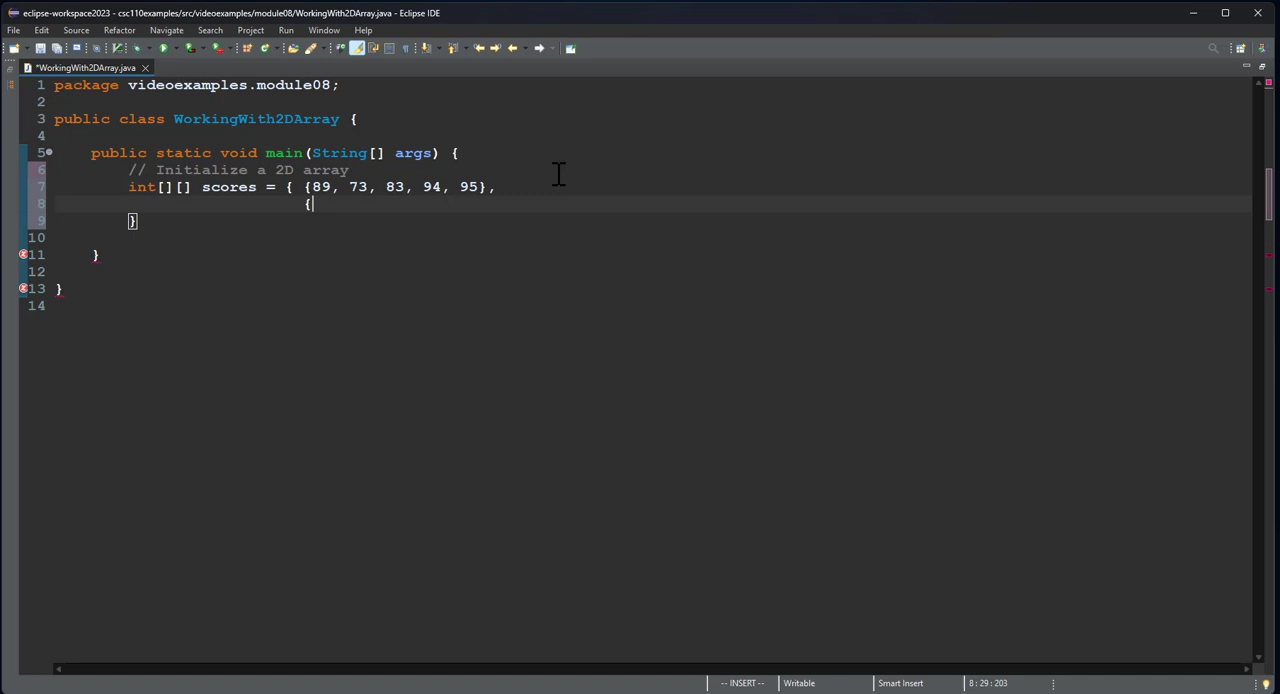 eclipse-workspace2023 - csc110examples/src/videoexamples/module08/WorkingWith2DArray.java - Eclipse IDE
File Edit Source Refactor Navigate Search Project Run Window Help
*WorkingWith2DArray.java
1 package videoexamples.module08;
2
3 public class WorkingWith2DArray {
4
5 public static void main(String[] args) {
6 // Initialize a 2D array
7 int[][] scores = { {89, 73, 83, 94, 95},
8 {
9 }
10
11 }
12
13 }
14
-- INSERT -- Writable Smart Insert 8 : 29 : 203